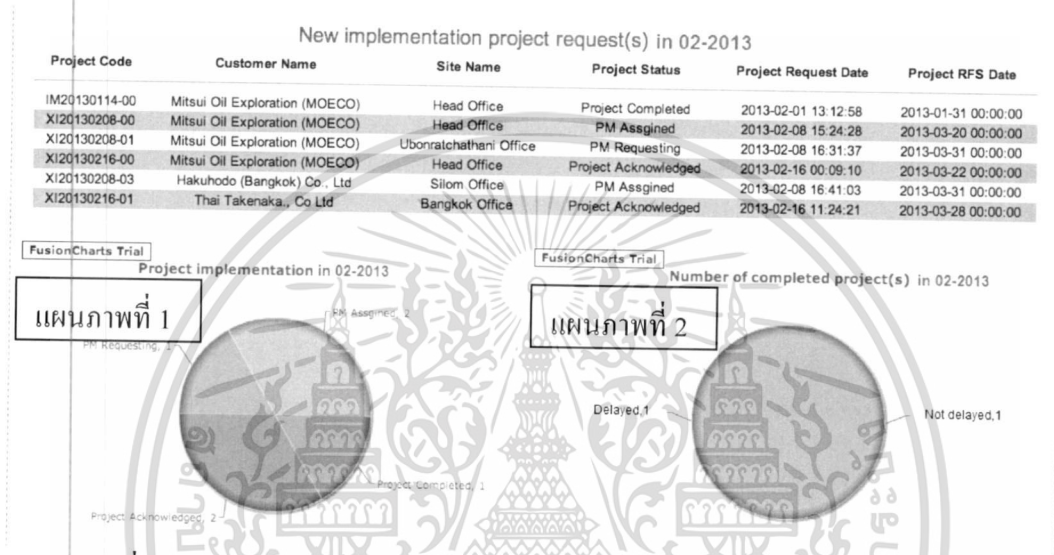 New implementation project request(s) in 02-2013
Project Code Customer Name Site Name Project Status Project Request Date Project RFS Date
IM20130114-00 Mitsui Oil Exploration (MOECO) Head Office Project Completed 2013-02-01 13:12:58 2013-01-31 00:00:00
XI20130208-00 Mitsui Oil Exploration (MOECO) Head Office PM Assgined 2013-02-08 15:24:28 2013-03-20 00:00:00
XI20130208-01 Mitsui Oil Exploration (MOECO) Ubonratchathani Office PM Requesting 2013-02-08 16:31:37 2013-03-31 00:00:00
XI20130216-00 Mitsui Oil Exploration (MOECO) Head Office Project Acknowledged 2013-02-16 00:09:10 2013-03-22 00:00:00
XI20130208-03 Hakuhodo (Bangkok) Co., Ltd Silom Office PM Assgined 2013-02-08 16:41:03 2013-03-31 00:00:00
XI20130216-01 Thai Takenaka., Co Ltd Bangkok Office Project Acknowledged 2013-02-16 11:24:21 2013-03-28 00:00:00
FusionCharts Trial
Project implementation in 02-2013
แผนภาพที่ 1
PM Assgined, 2
PM Requesting, 1
Project Completed, 1
Project Acknowledged, 2
FusionCharts Trial
Number of completed project(s) in 02-2013
แผนภาพที่ 2
Delayed,1
Not delayed,1